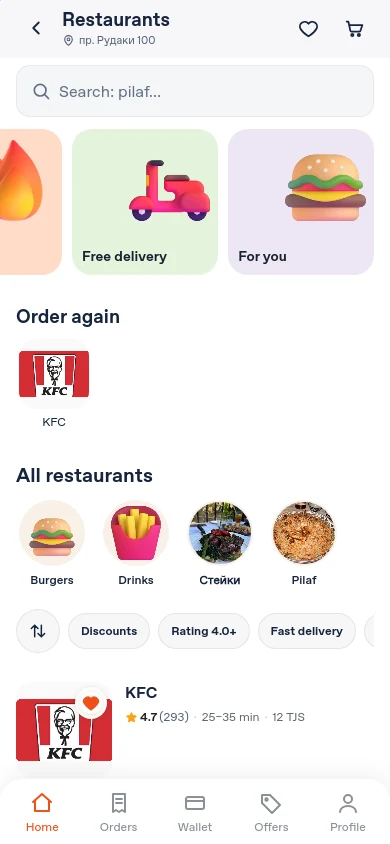 Restaurants
пр. Рудаки 100
Search: pilaf...
Free delivery
For you
Order again
KFC
KFC
All restaurants
Burgers
Drinks
Стейки
Pilaf
Discounts
Rating 4.0+
Fast delivery
KFC
KFC
4.7 (293) · 25–35 min · 12 TJS
Home
Orders
Wallet
Offers
Profile